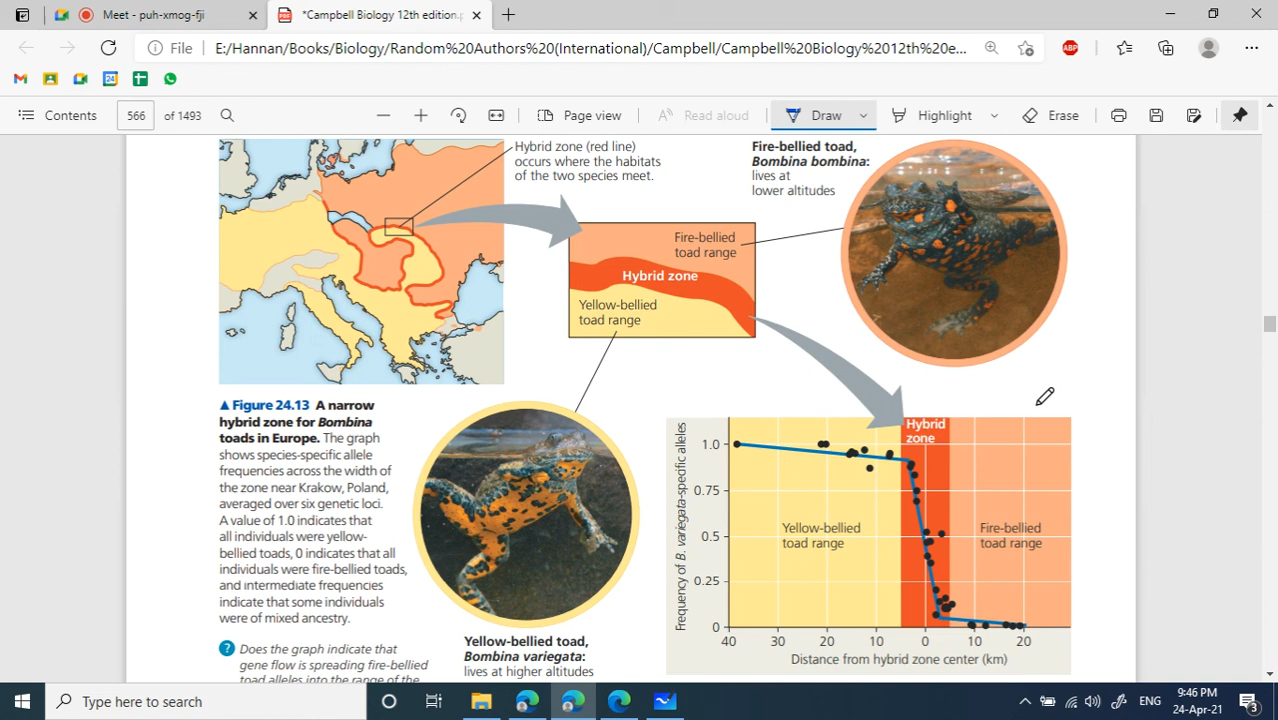 Meet - puh-xmog-fji
*Campbell Biology 12th edition.p
File
E:/Hannan/Books/Biology/Random%20Authors%20(International)/Campbell/Campbell%20Biology%2012th%20e...
ABP
24
Contents
566
of 1493
Page view
Read aloud
Draw
Highlight
Erase
Hybrid zone (red line)
occurs where the habitats
of the two species meet.
Fire-bellied toad,
Bombina bombina:
lives at
lower altitudes
Fire-bellied
toad range
Hybrid zone
Yellow-bellied
toad range
▲ Figure 24.13 A narrow
hybrid zone for Bombina
toads in Europe. The graph
shows species-specific allele
frequencies across the width of
the zone near Krakow, Poland,
averaged over six genetic loci.
A value of 1.0 indicates that
all individuals were yellow-
bellied toads, 0 indicates that all
individuals were fire-bellied toads,
and intermediate frequencies
indicate that some individuals
were of mixed ancestry.
? Does the graph indicate that
gene flow is spreading fire-bellied
toad alleles into the range of the
Yellow-bellied toad,
Bombina variegata:
lives at higher altitudes
Frequency of B. variegata-specific alleles
1.0
0.75
0.5
0.25
0
Hybrid
zone
Yellow-bellied
toad range
Fire-bellied
toad range
40 30 20 10 0 10 20
Distance from hybrid zone center (km)
Type here to search
ENG
9:46 PM
24-Apr-21
3